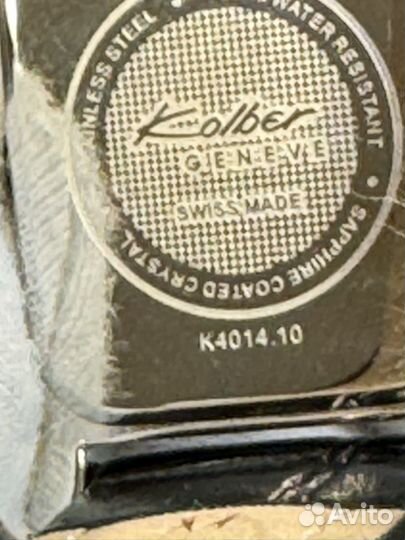 STAINLESS STEEL • WATER RESISTANT • SAPPHIRE COATED CRYSTAL
Kolber
GENEVE
SWISS MADE
K4014.10
Avito